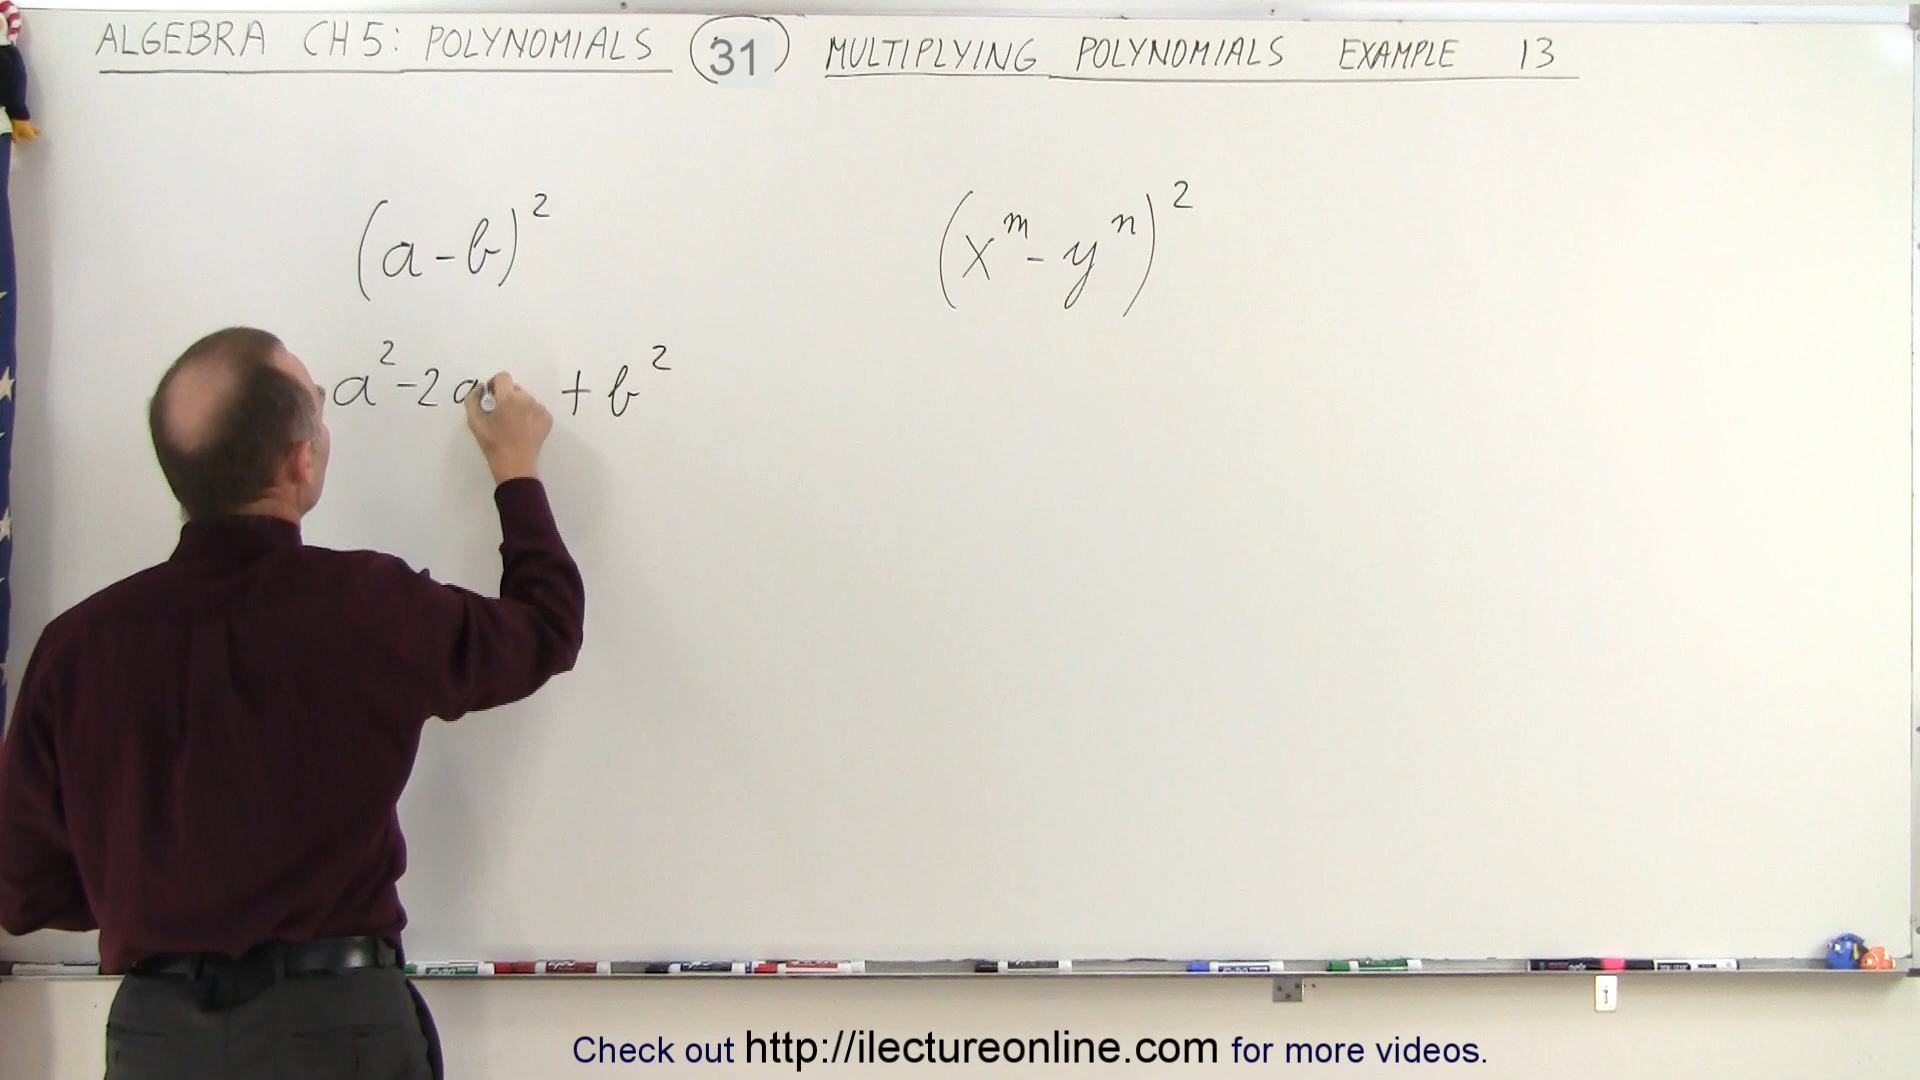 ALGEBRA CH 5: POLYNOMIALS 31 MULTIPLYING POLYNOMIALS EXAMPLE 13
(a - b)² (xᵐ - yⁿ)²
a² - 2a + b²
Check out http://ilectureonline.com for more videos.